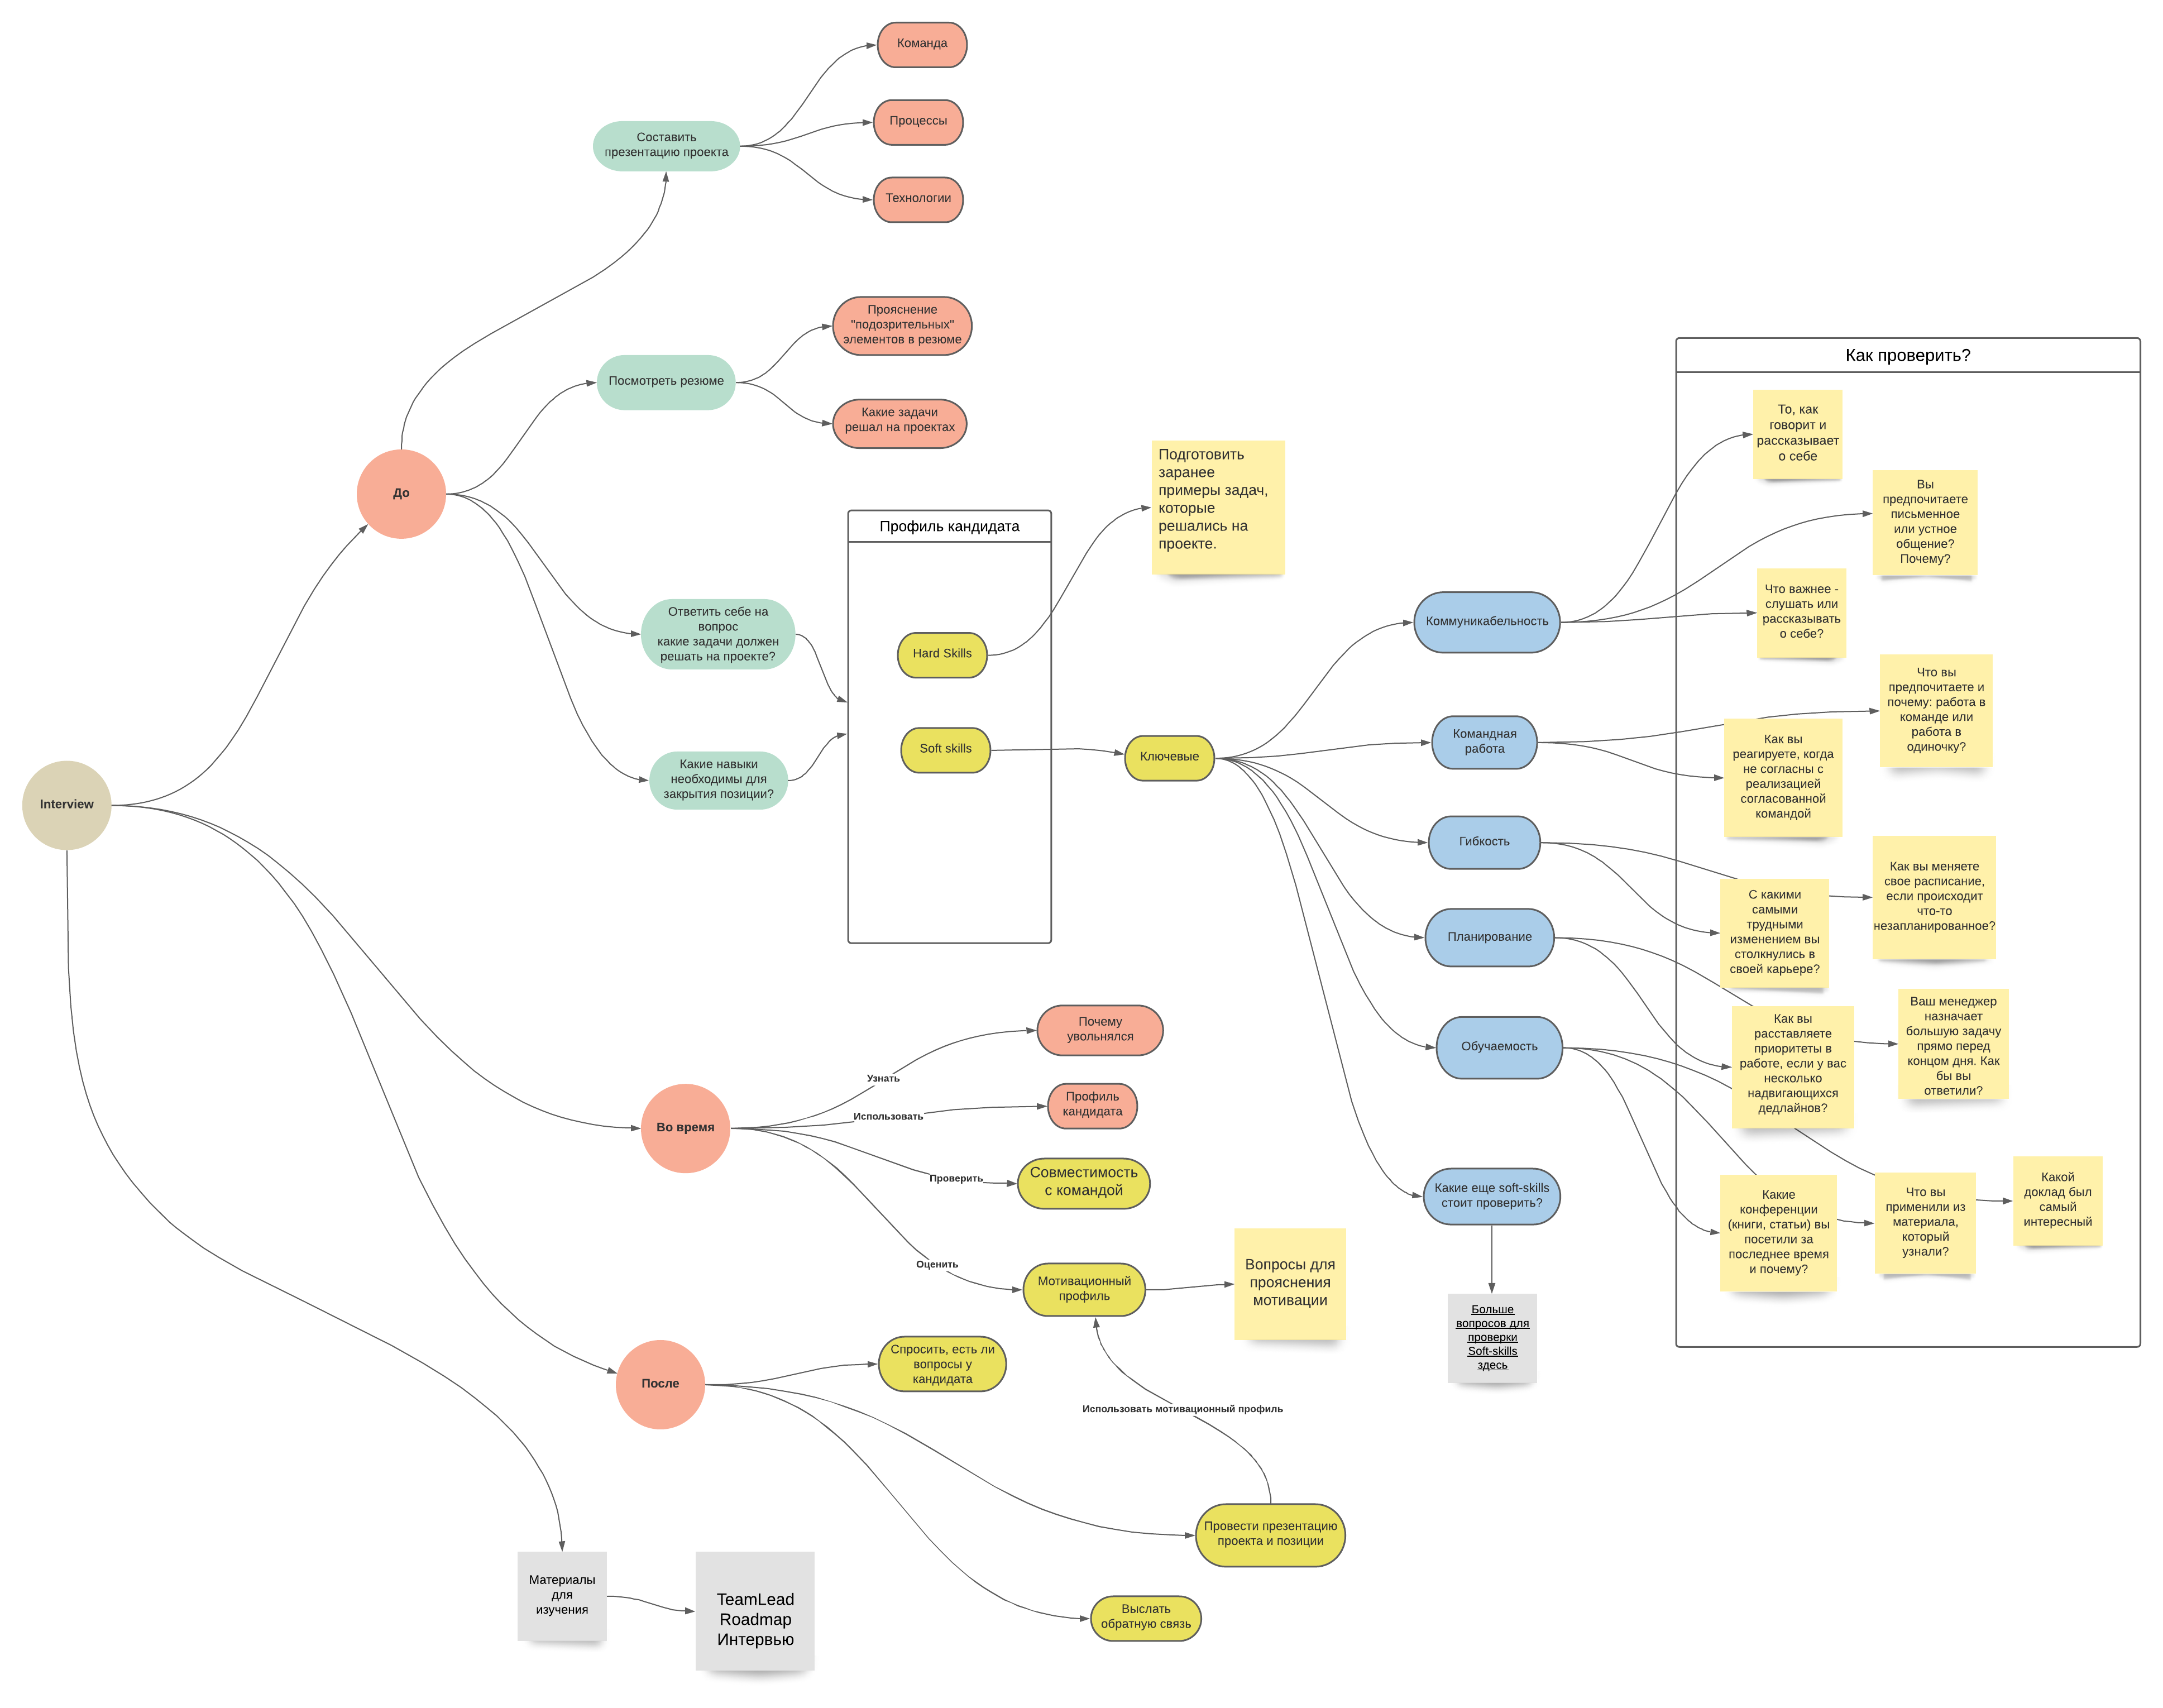 Команда
Процессы
Составить
презентацию проекта
Технологии
Прояснение
"подозрительных"
элементов в резюме
Посмотреть резюме
Какие задачи
решал на проектах
До
Ответить себе на
вопрос
какие задачи должен
решать на проекте?
Какие навыки
необходимы для
закрытия позиции?
Профиль кандидата
Hard Skills
Soft skills
Подготовить
заранее
примеры задач,
которые
решались на
проекте.
Ключевые
Коммуникабельность
Командная
работа
Гибкость
Планирование
Обучаемость
Какие еще soft-skills
стоит проверить?
Больше
вопросов для
проверки
Soft-skills
здесь
Как проверить?
То, как
говорит и
рассказывает
о себе
Вы
предпочитаете
письменное
или устное
общение?
Почему?
Что важнее -
слушать или
рассказывать
о себе?
Что вы
предпочитаете и
почему: работа в
команде или
работа в
одиночку?
Как вы
реагируете, когда
не согласны с
реализацией
согласованной
командой
Как вы меняете
свое расписание,
если происходит
что-то
незапланированное?
С какими
самыми
трудными
изменением вы
столкнулись в
своей карьере?
Ваш менеджер
назначает
большую задачу
прямо перед
концом дня. Как
бы вы
ответили?
Как вы
расставляете
приоритеты в
работе, если у вас
несколько
надвигающихся
дедлайнов?
Какие
конференции
(книги, статьи) вы
посетили за
последнее время
и почему?
Что вы
применили из
материала,
который
узнали?
Какой
доклад был
самый
интересный
Interview
Во время
Узнать
Почему
увольнялся
Использовать
Профиль
кандидата
Проверить
Совместимость
с командой
Оценить
Мотивационный
профиль
Вопросы для
прояснения
мотивации
После
Спросить, есть ли
вопросы у
кандидата
Использовать мотивационный профиль
Провести презентацию
проекта и позиции
Выслать
обратную связь
Материалы
для
изучения
TeamLead
Roadmap
Интервью